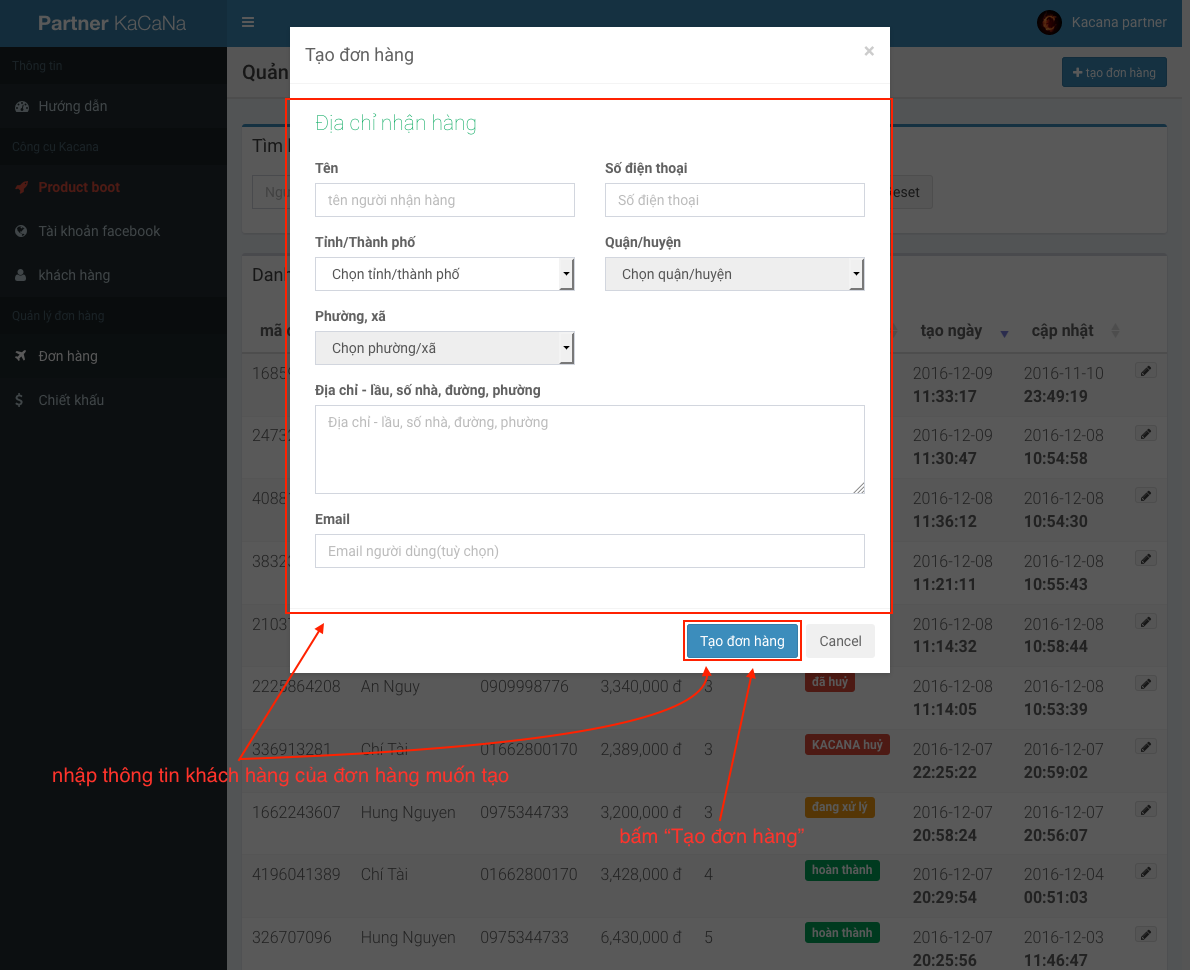 Partner KaCaNa
Kacana partner
Thông tin
Hướng dẫn
Công cụ Kacana
Product boot
Tài khoản facebook
khách hàng
Quản lý đơn hàng
Đơn hàng
Chiết khấu
Quản
+ tạo đơn hàng
Tìm
Tạo đơn hàng
×
Địa chỉ nhận hàng
Tên
Số điện thoại
tên người nhận hàng
Số điện thoại
Tỉnh/Thành phố
Quận/huyện
Chọn tỉnh/thành phố
Chọn quận/huyện
Phường, xã
Chọn phường/xã
Địa chỉ - lầu, số nhà, đường, phường
Địa chỉ - lầu, số nhà, đường, phường
Email
Email người dùng(tuỳ chọn)
Tạo đơn hàng
Cancel
eset
Danh
mã
tạo ngày
cập nhật
2016-12-09 2016-11-10
11:33:17 23:49:19
2016-12-09 2016-12-08
11:30:47 10:54:58
2016-12-08 2016-12-08
11:36:12 10:54:30
2016-12-08 2016-12-08
11:21:11 10:55:43
2016-12-08 2016-12-08
11:14:32 10:58:44
2225864208 An Nguy 0909998776 3,340,000 đ 3 đã huỷ 2016-12-08 2016-12-08
11:14:05 10:53:39
336913281 Chí Tài 01662800170 2,389,000 đ 3 KACANA huỷ 2016-12-07 2016-12-07
22:25:22 20:59:02
nhập thông tin khách hàng của đơn hàng muốn tạo
1662243607 Hung Nguyen 0975344733 3,200,000 đ 3 đang xử lý 2016-12-07 2016-12-07
20:58:24 20:56:07
bấm “Tạo đơn hàng”
4196041389 Chí Tài 01662800170 3,428,000 đ 4 hoàn thành 2016-12-07 2016-12-04
20:29:54 00:51:03
326707096 Hung Nguyen 0975344733 6,430,000 đ 5 hoàn thành 2016-12-07 2016-12-03
20:25:56 11:46:47